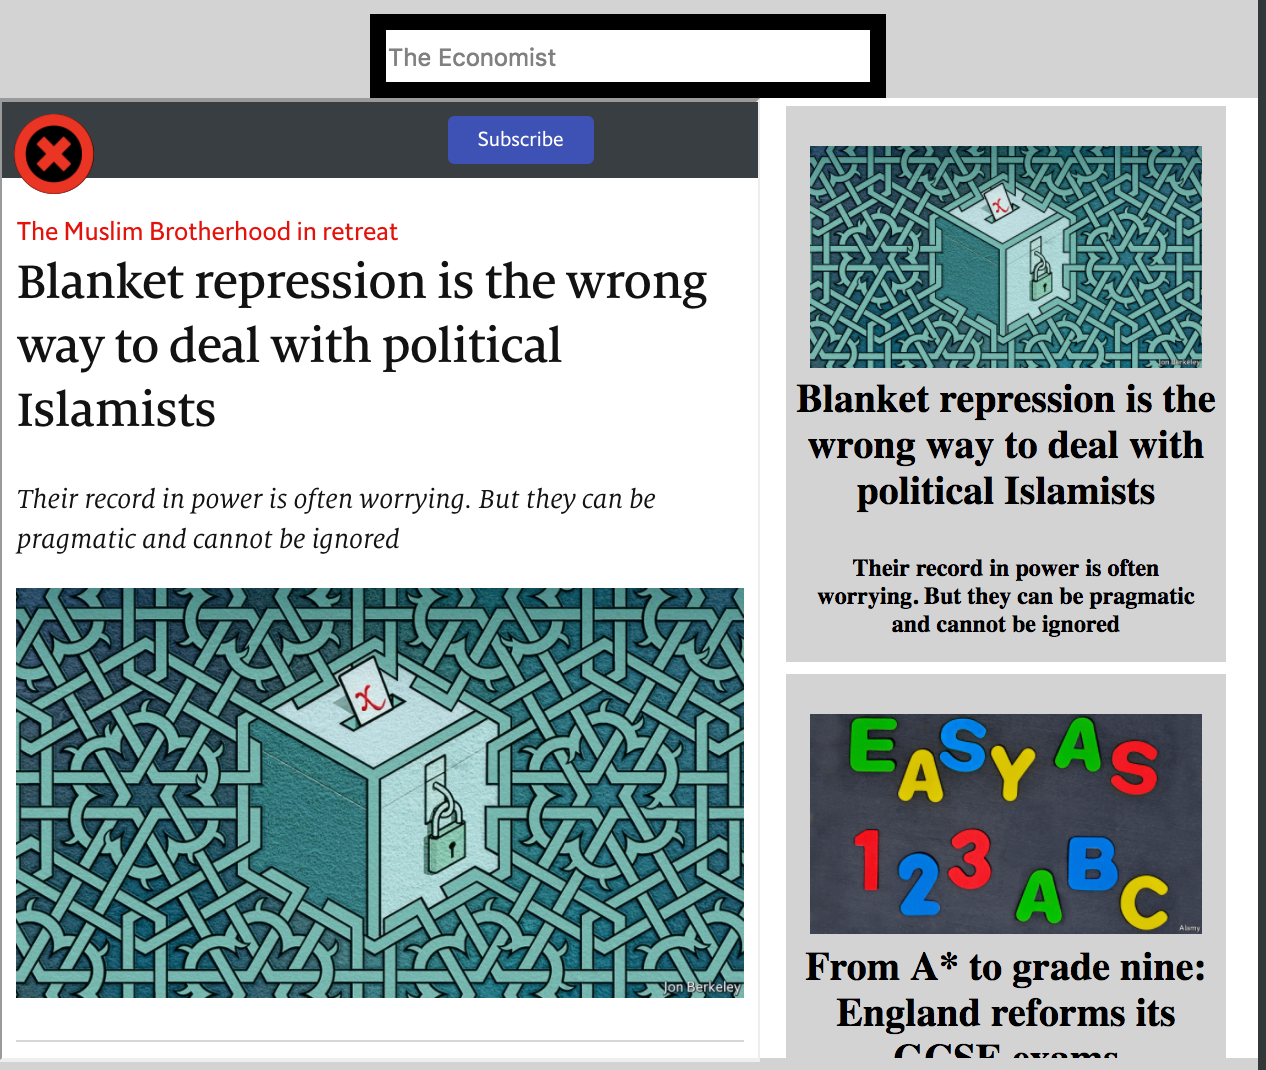 The Economist
Subscribe
The Muslim Brotherhood in retreat
Blanket repression is the wrong
way to deal with political
Islamists
Their record in power is often worrying. But they can be
pragmatic and cannot be ignored
x
Jon Berkeley
x
Jon Berkeley
Blanket repression is the
wrong way to deal with
political Islamists
Their record in power is often
worrying. But they can be pragmatic
and cannot be ignored
EASY AS
123 ABC
Alamy
From A* to grade nine:
England reforms its
GCSE exams